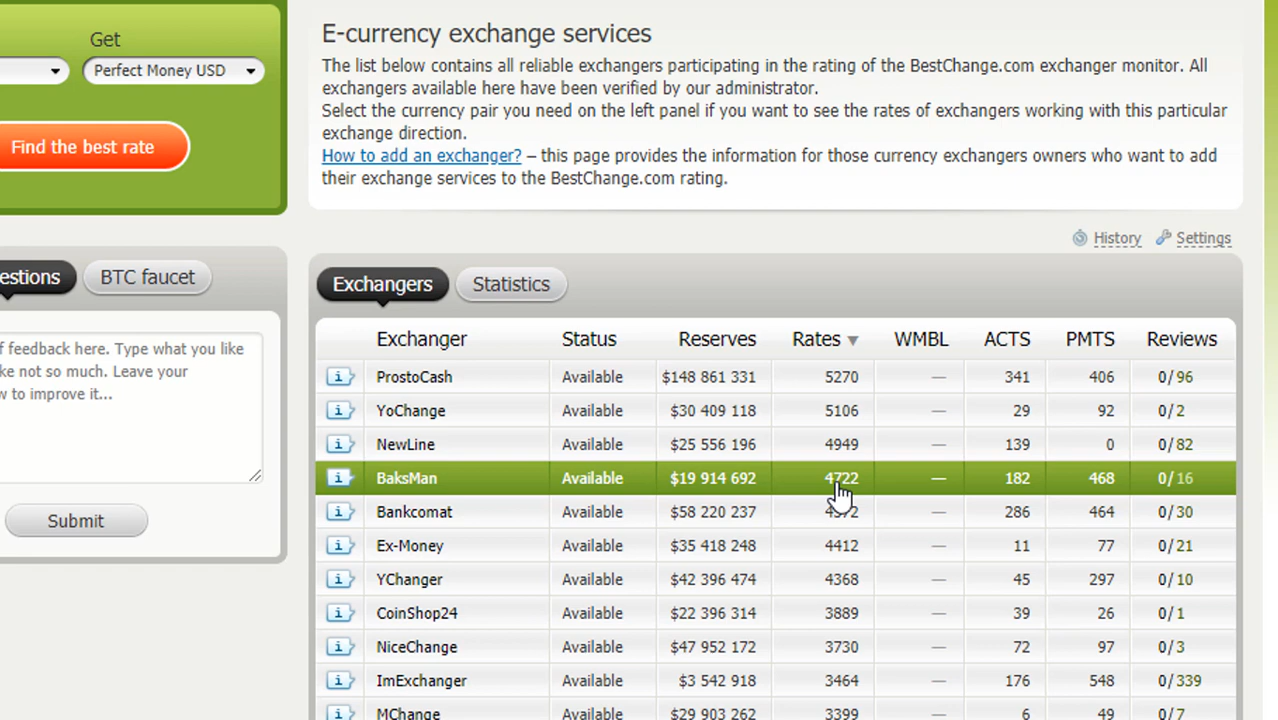 Get
Perfect Money USD
Find the best rate
E-currency exchange services
The list below contains all reliable exchangers participating in the rating of the BestChange.com exchanger monitor. All
exchangers available here have been verified by our administrator.
Select the currency pair you need on the left panel if you want to see the rates of exchangers working with this particular
exchange direction.
How to add an exchanger? – this page provides the information for those currency exchangers owners who want to add
their exchange services to the BestChange.com rating.
History Settings
estions BTC faucet
f feedback here. Type what you like
ke not so much. Leave your
w to improve it...
Submit
Exchangers Statistics
Exchanger Status Reserves Rates ▼ WMBL ACTS PMTS Reviews
ProstoCash Available $148 861 331 5270 — 341 406 0/96
YoChange Available $30 409 118 5106 — 29 92 0/2
NewLine Available $25 556 196 4949 — 139 0 0/82
BaksMan Available $19 914 692 4722 — 182 468 0/16
Bankcomat Available $58 220 237 — 286 464 0/30
Ex-Money Available $35 418 248 4412 — 11 77 0/21
YChanger Available $42 396 474 4368 — 45 297 0/10
CoinShop24 Available $22 396 314 3889 — 39 26 0/1
NiceChange Available $47 952 172 3730 — 72 97 0/3
ImExchanger Available $3 542 918 3464 — 176 548 0/339
MChange Available $29 903 262 3399 — 6 49 0/7